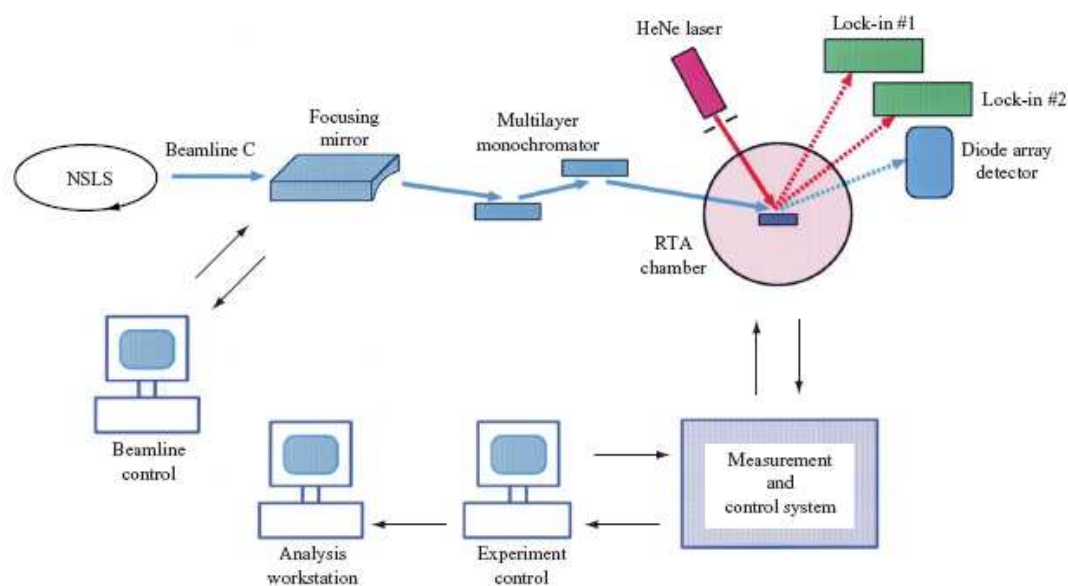 HeNe laser
Lock-in #1
Lock-in #2
Focusing
mirror
Multilayer
monochromator
Beamline C
NSLS
Diode array
detector
RTA
chamber
Beamline
control
Measurement
and
control system
Analysis
workstation
Experiment
control